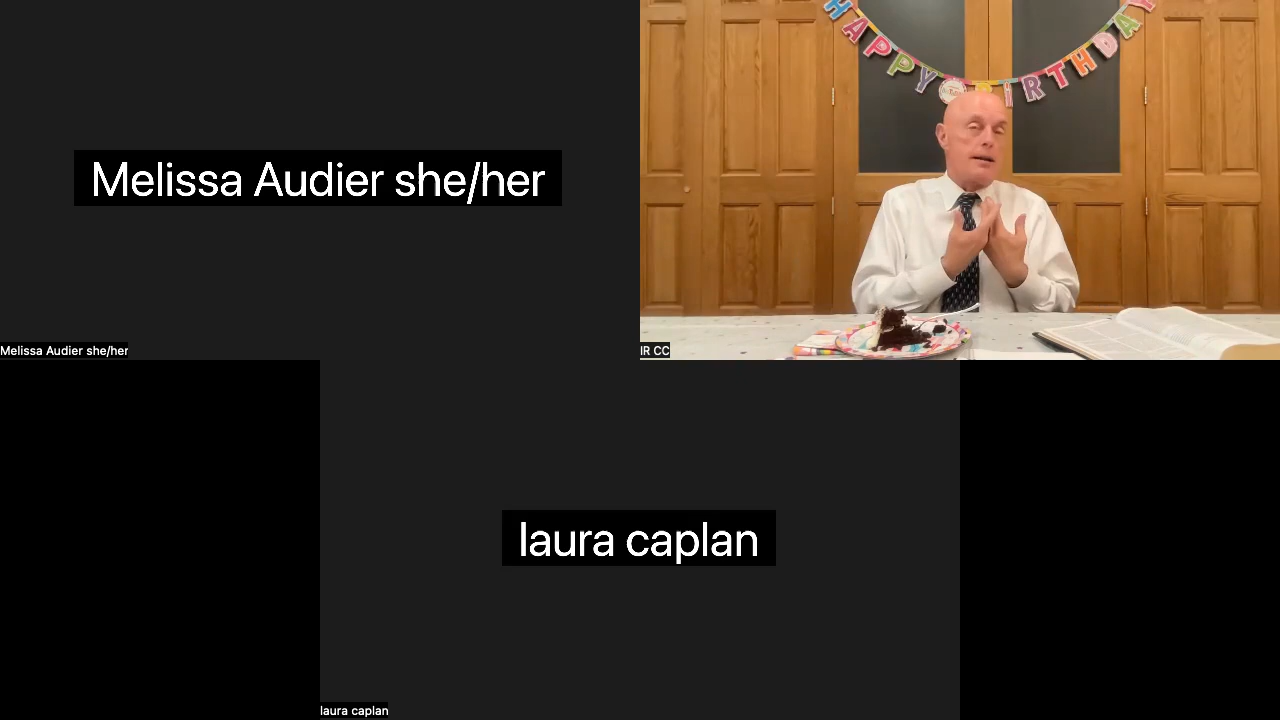 Melissa Audier she/her
Melissa Audier she/her
HAPPY BIRTHDAY
IR CC
laura caplan
laura caplan